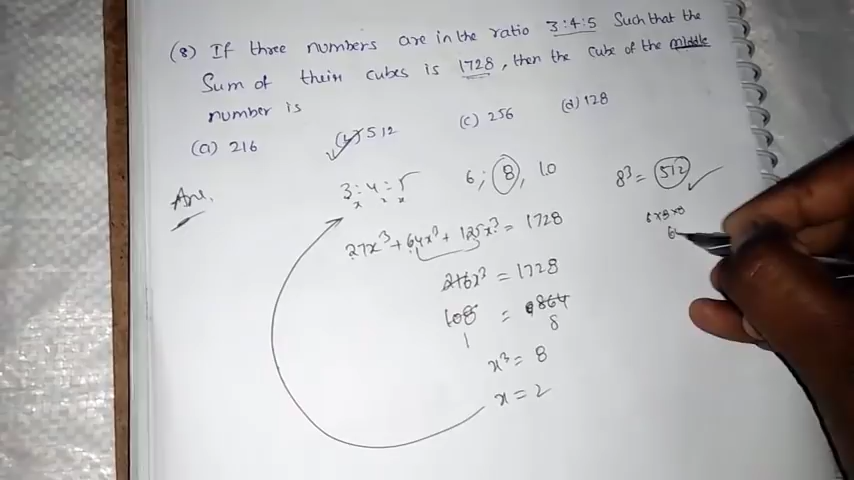 (8) If three numbers are in the ratio 3:4:5 Such that the
Sum of their cubes is 1728, then the cube of the middle
number is
(a) 216 (b) 512 (c) 256 (d) 128
Ans.
3:4:5 6, 8, 10 8³ = 512
x x x
27x³ + 64x³ + 125x³ = 1728
216x³ = 1728
108 = 864
1 8
x³ = 8
x = 2